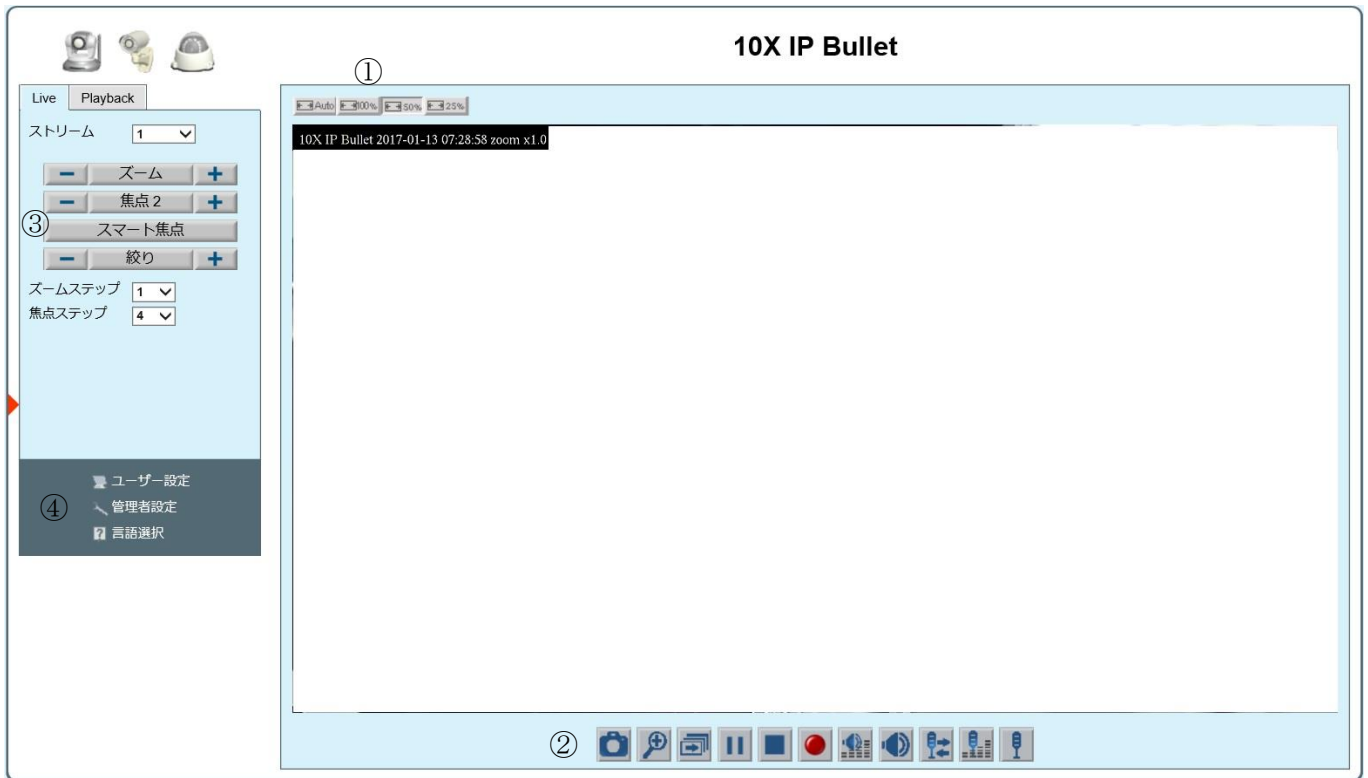 10X IP Bullet
①
Live Playback
Auto 100% 50% 25%
ストリーム 1
10X IP Bullet 2017-01-13 07:28:58 zoom x1.0
− ズーム +
− 焦点 2 +
③ スマート焦点
− 絞り +
ズームステップ 1
焦点ステップ 4
ユーザー設定
④ 管理者設定
? 言語選択
②